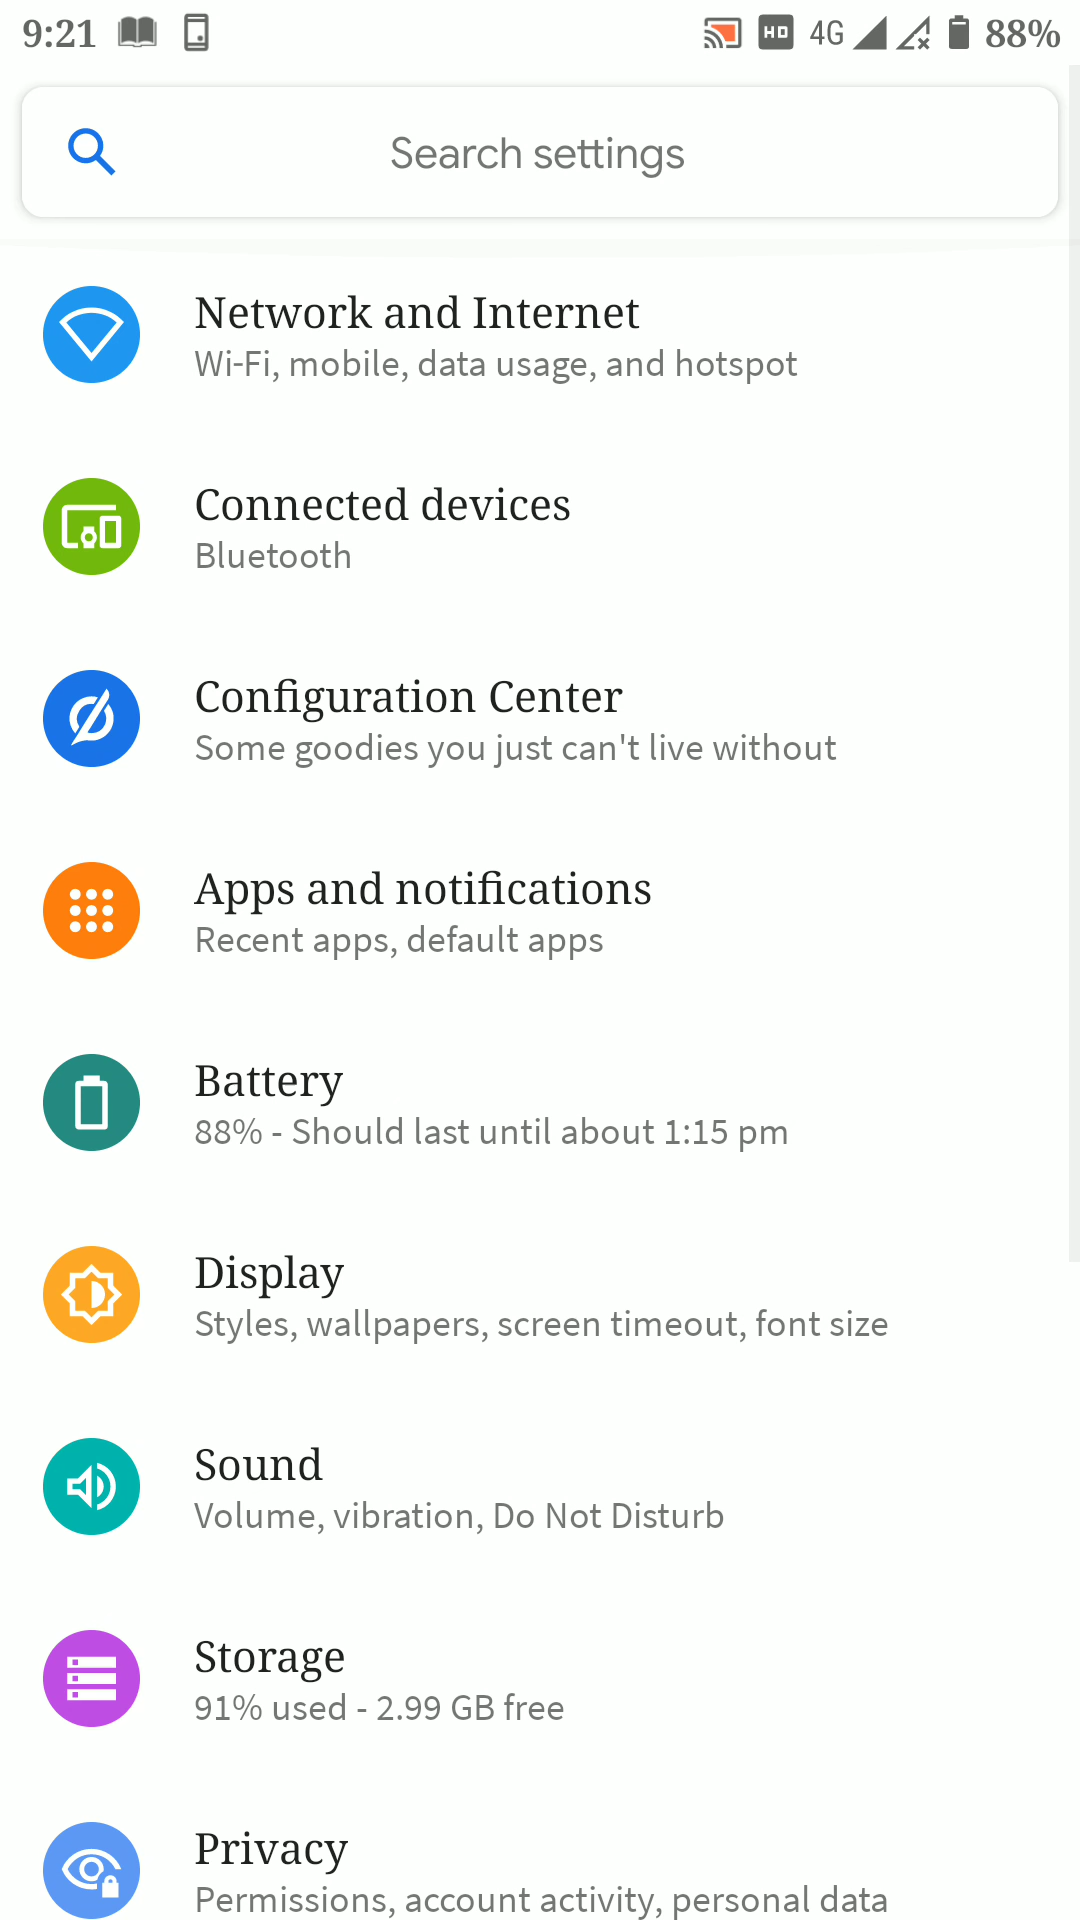 9:21 HD 4G 88%
Search settings
Network and Internet
Wi-Fi, mobile, data usage, and hotspot
Connected devices
Bluetooth
Configuration Center
Some goodies you just can't live without
Apps and notifications
Recent apps, default apps
Battery
88% - Should last until about 1:15 pm
Display
Styles, wallpapers, screen timeout, font size
Sound
Volume, vibration, Do Not Disturb
Storage
91% used - 2.99 GB free
Privacy
Permissions, account activity, personal data